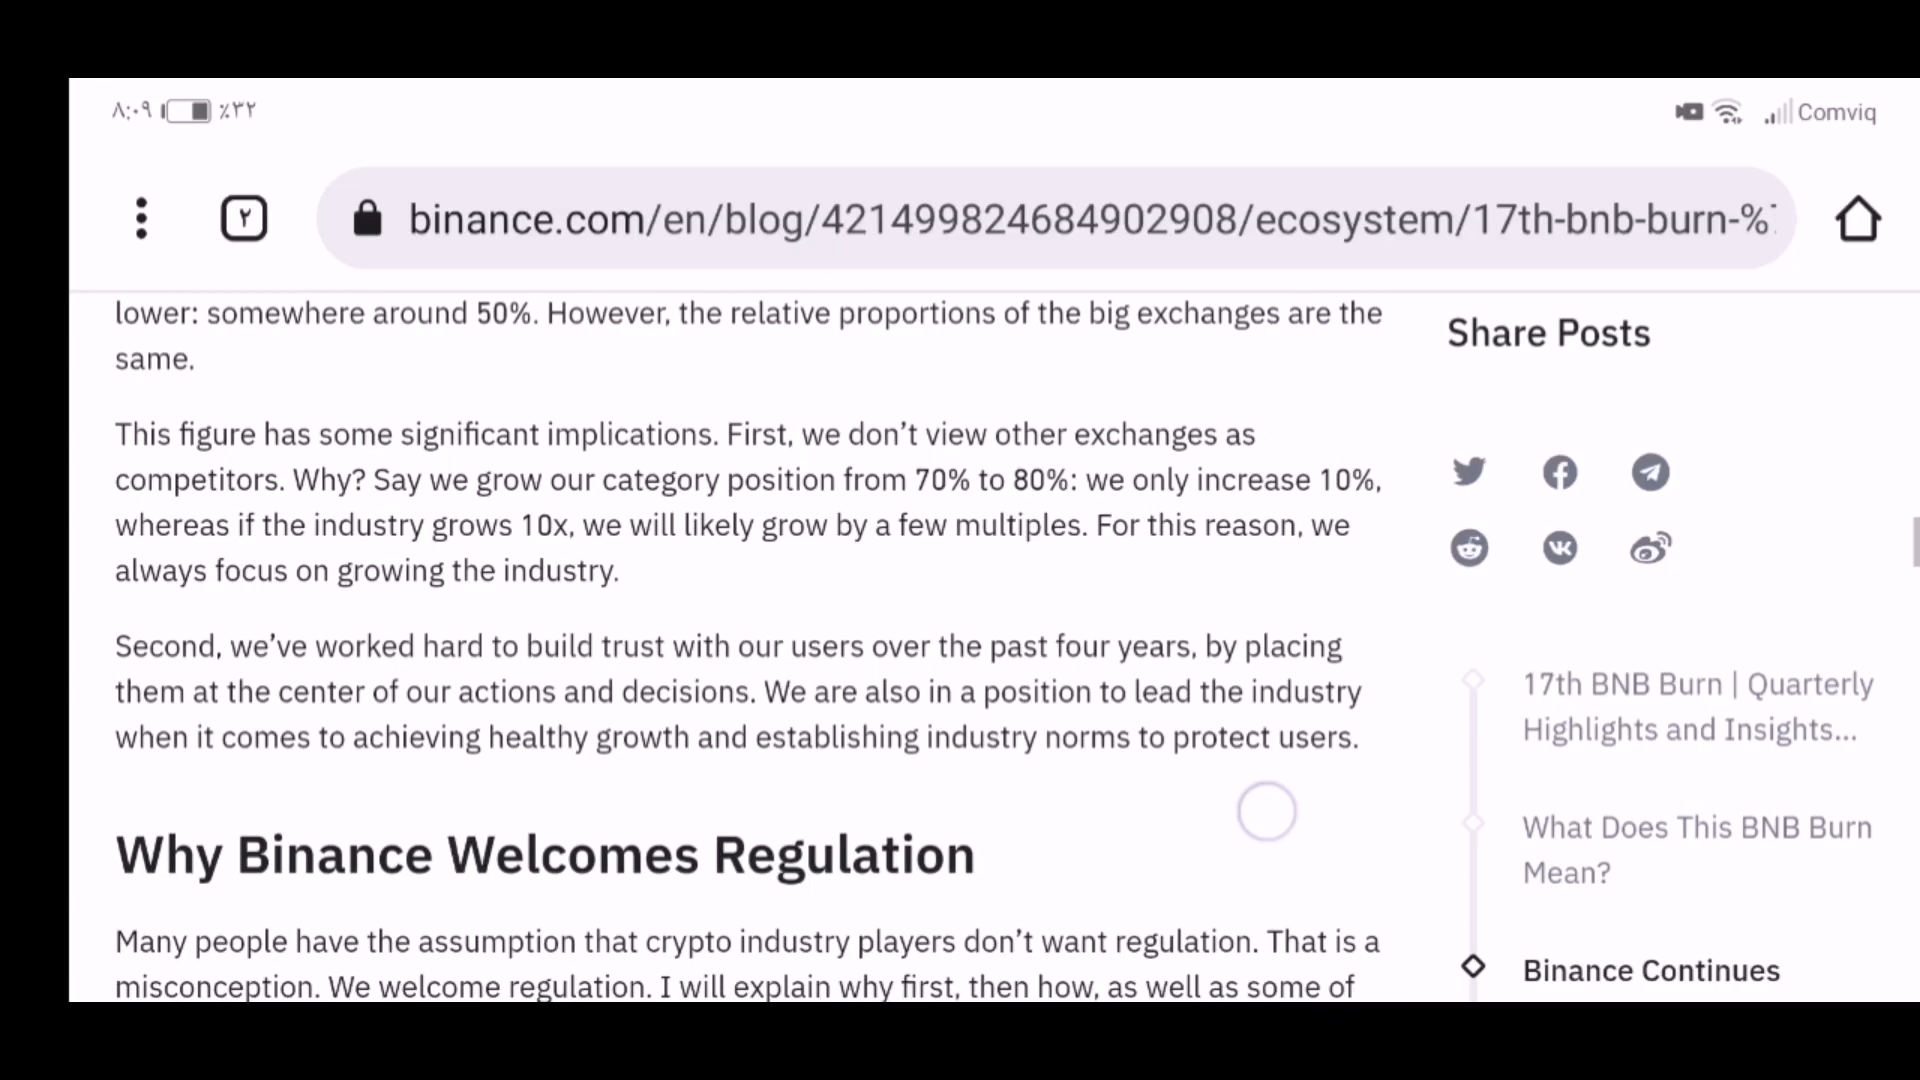 ٨:٠٩ ٪٣٢ Comviq
٢ binance.com/en/blog/421499824684902908/ecosystem/17th-bnb-burn-%
lower: somewhere around 50%. However, the relative proportions of the big exchanges are the
same.
This figure has some significant implications. First, we don’t view other exchanges as
competitors. Why? Say we grow our category position from 70% to 80%: we only increase 10%,
whereas if the industry grows 10x, we will likely grow by a few multiples. For this reason, we
always focus on growing the industry.
Second, we’ve worked hard to build trust with our users over the past four years, by placing
them at the center of our actions and decisions. We are also in a position to lead the industry
when it comes to achieving healthy growth and establishing industry norms to protect users.
Why Binance Welcomes Regulation
Many people have the assumption that crypto industry players don’t want regulation. That is a
misconception. We welcome regulation. I will explain why first, then how, as well as some of
Share Posts
17th BNB Burn | Quarterly
Highlights and Insights...
What Does This BNB Burn
Mean?
Binance Continues